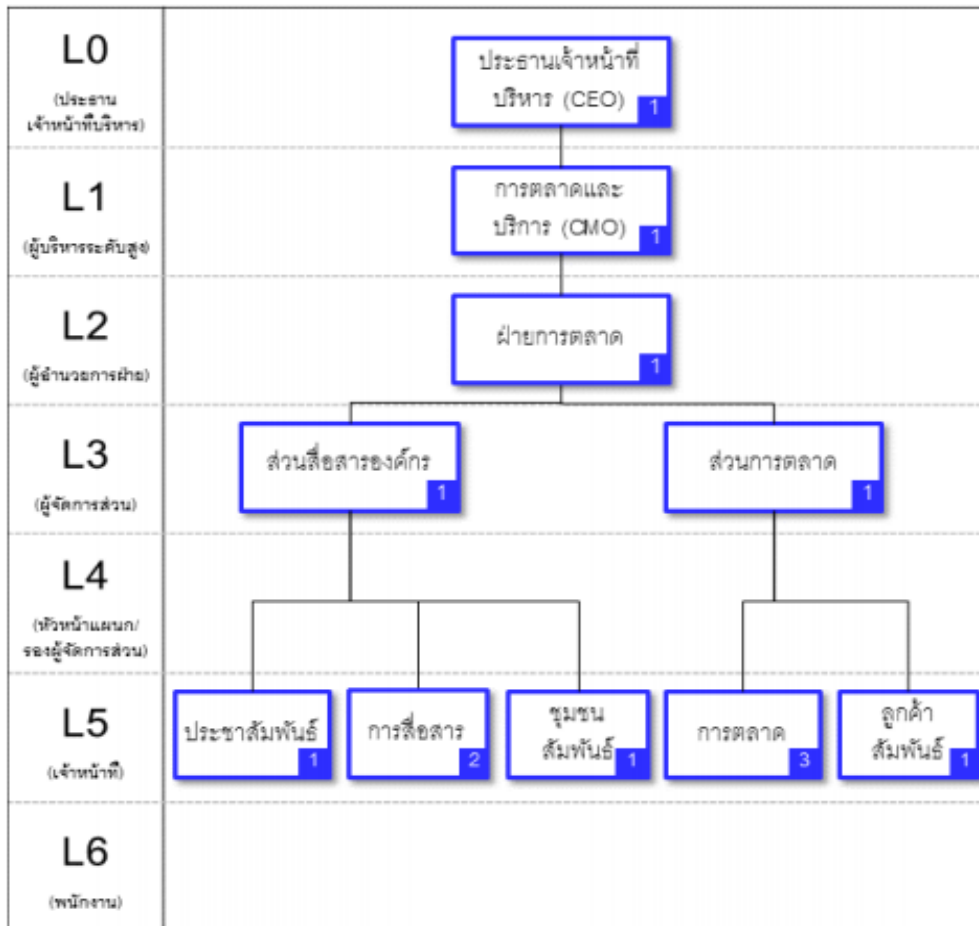 L0
(ประธาน
เจ้าหน้าที่บริหาร)
ประธานเจ้าหน้าที่
บริหาร (CEO)
1
L1
(ผู้บริหารระดับสูง)
การตลาดและ
บริการ (CMO)
1
L2
(ผู้อำนวยการฝ่าย)
ฝ่ายการตลาด
1
L3
(ผู้จัดการส่วน)
ส่วนสื่อสารองค์กร
1
ส่วนการตลาด
1
L4
(หัวหน้าแผนก/
รองผู้จัดการส่วน)
L5
(เจ้าหน้าที่)
ประชาสัมพันธ์
1
การสื่อสาร
2
ชุมชน
สัมพันธ์
1
การตลาด
3
ลูกค้า
สัมพันธ์
1
L6
(พนักงาน)